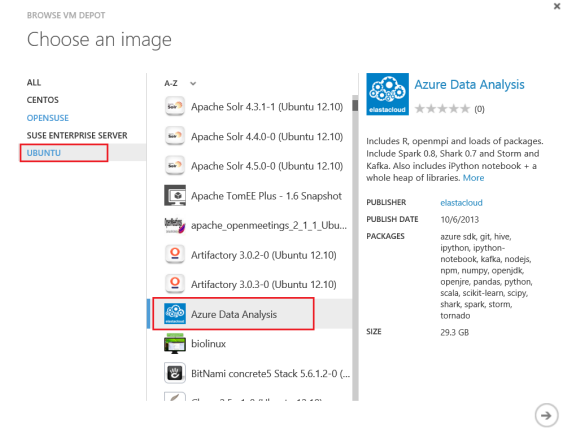 BROWSE VM DEPOT
Choose an image
ALL
CENTOS
OPENSUSE
SUSE ENTERPRISE SERVER
UBUNTU
A-Z
Apache Solr 4.3.1-1 (Ubuntu 12.10)
Apache Solr 4.4.0-0 (Ubuntu 12.10)
Apache Solr 4.5.0-0 (Ubuntu 12.10)
Apache TomEE Plus - 1.6 Snapshot
apache_openmeetings_2_1_1_Ubu...
Artifactory 3.0.2-0 (Ubuntu 12.10)
Artifactory 3.0.3-0 (Ubuntu 12.10)
Azure Data Analysis
biolinux
BitNami concrete5 Stack 5.6.1.2-0 (...
elastacloud
Azure Data Analysis
(0)
Includes R, openmpi and loads of packages.
Include Spark 0.8, Shark 0.7 and Storm and
Kafka. Also includes iPython notebook + a
whole heap of libraries. More
PUBLISHER elastacloud
PUBLISH DATE 10/6/2013
PACKAGES azure sdk, git, hive,
ipython, ipython-
notebook, kafka, nodejs,
npm, numpy, openjdk,
openjre, pandas, python,
scala, scikit-learn, scipy,
shark, spark, storm,
tornado
SIZE 29.3 GB